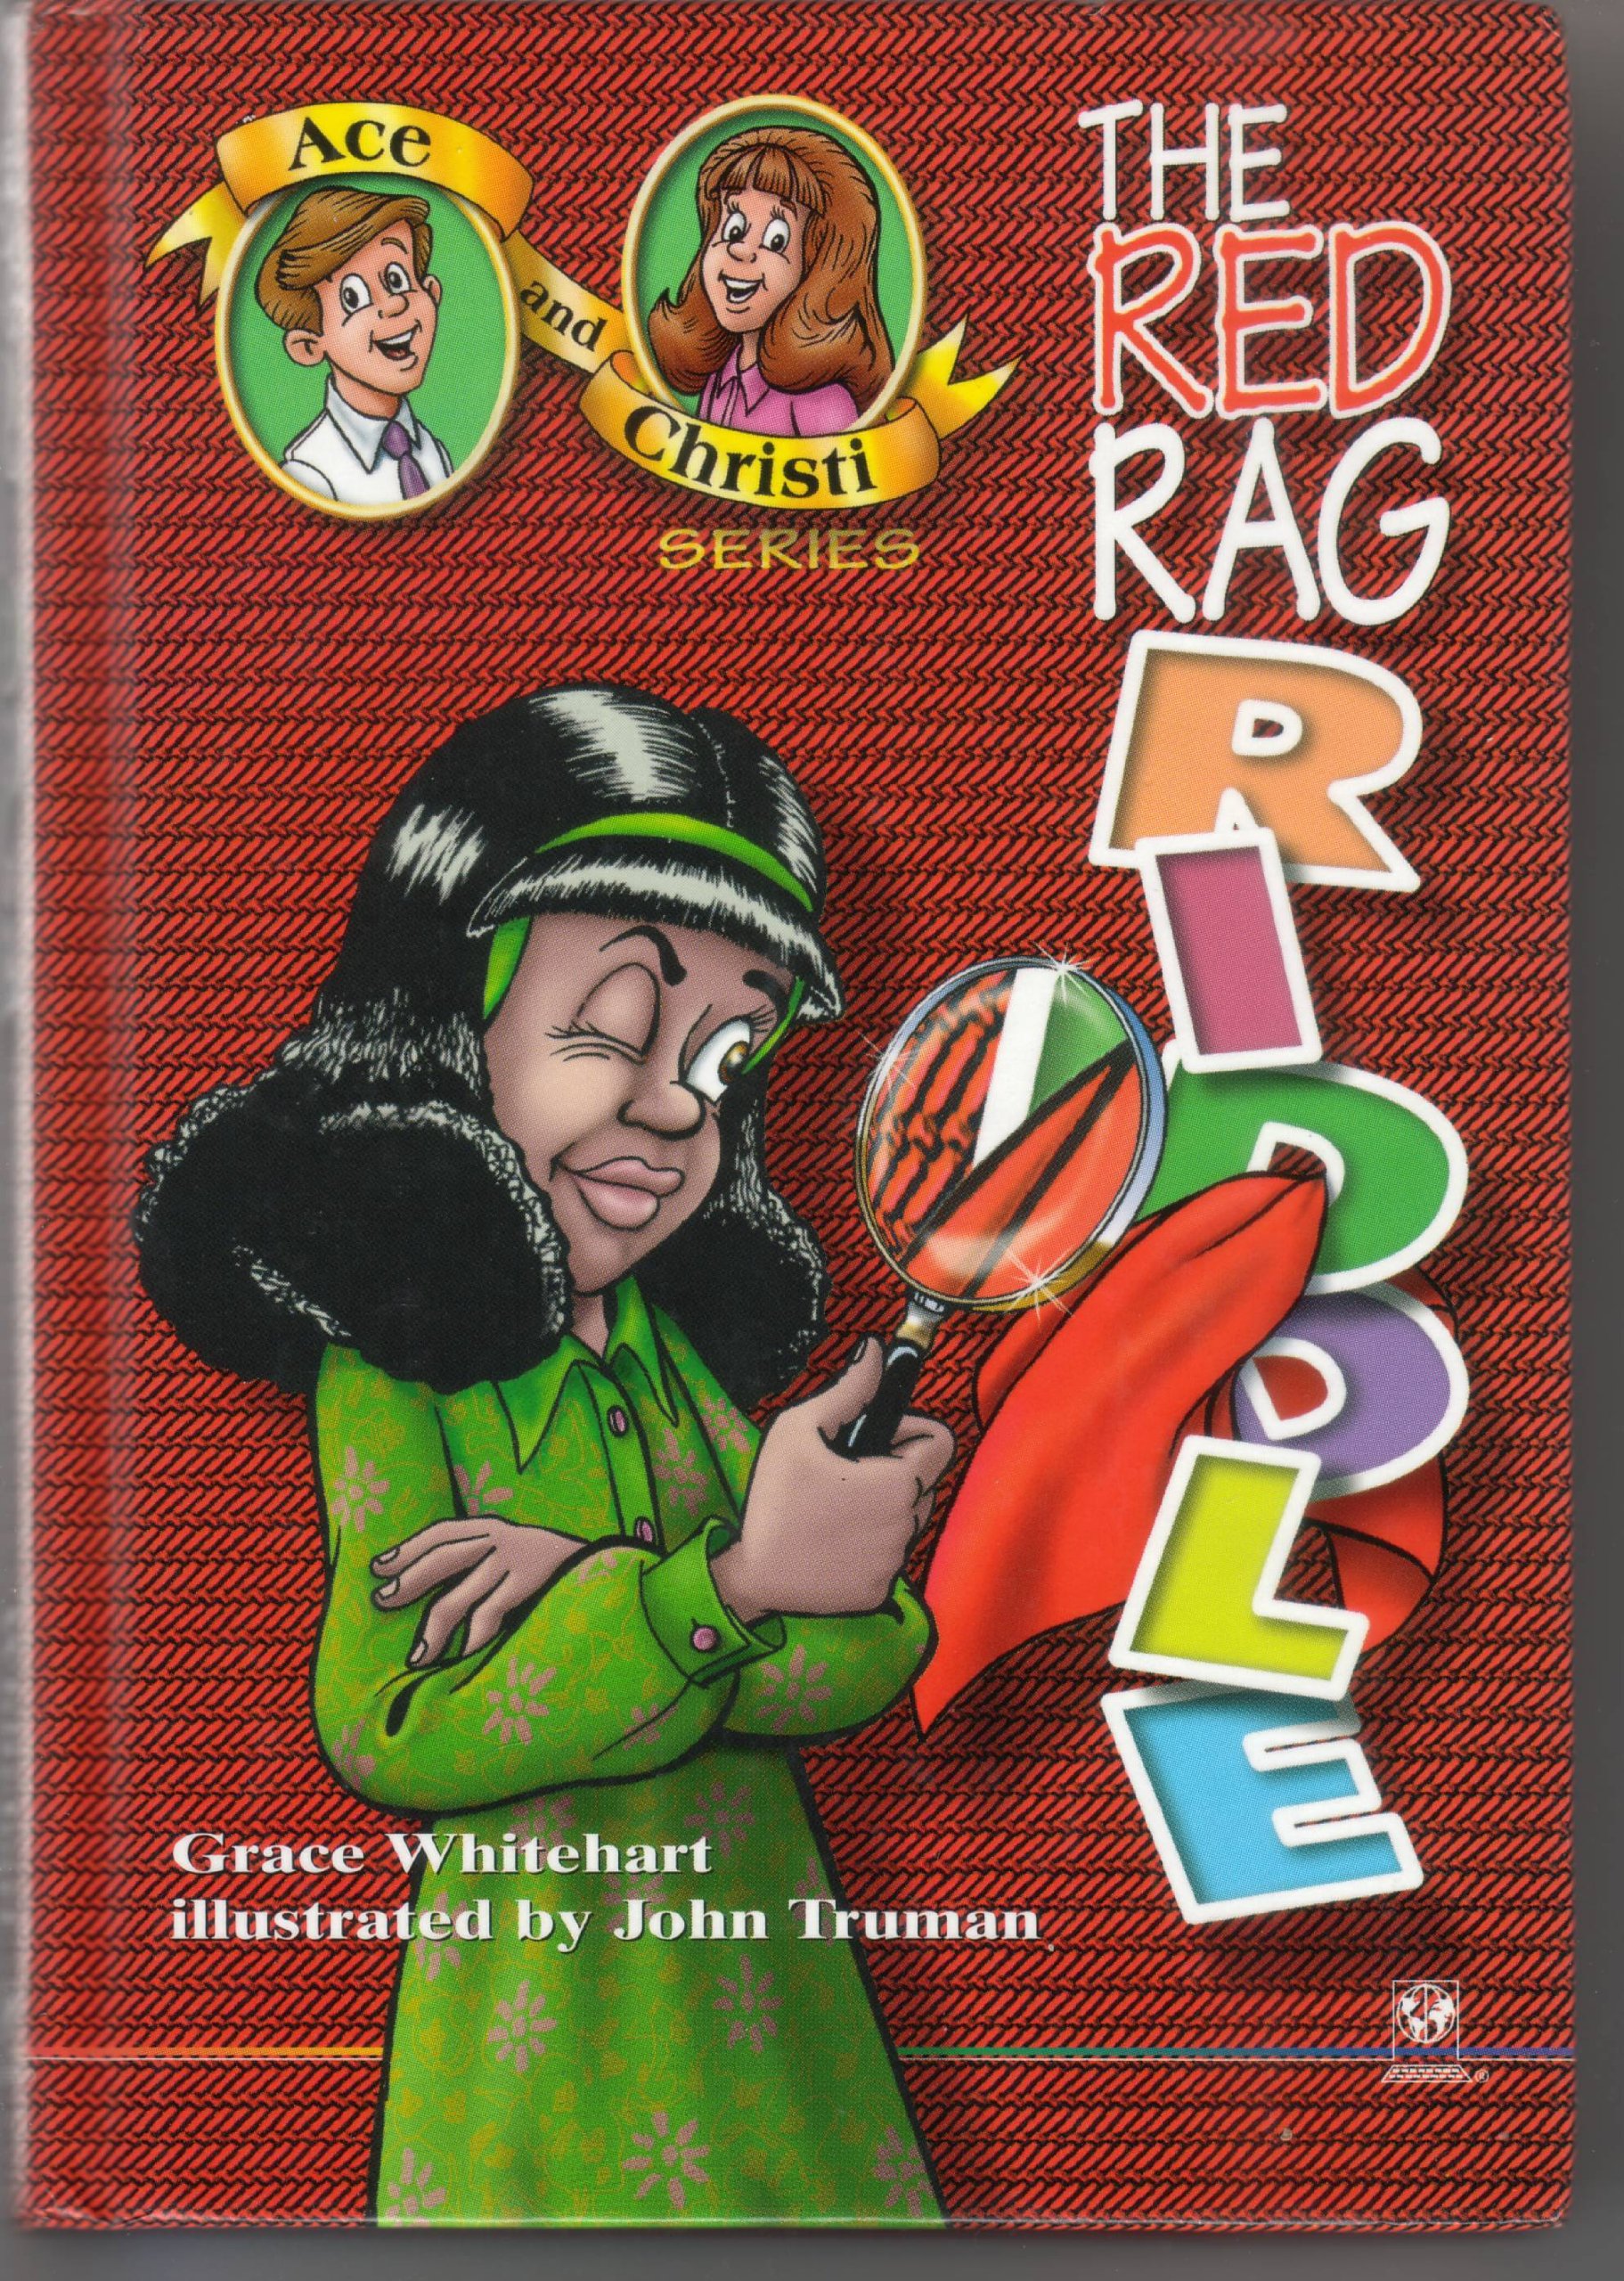 Ace
and
Christi
SERIES
THE
RED
RAG
RIDDLE
Grace Whitehart
illustrated by John Truman
®